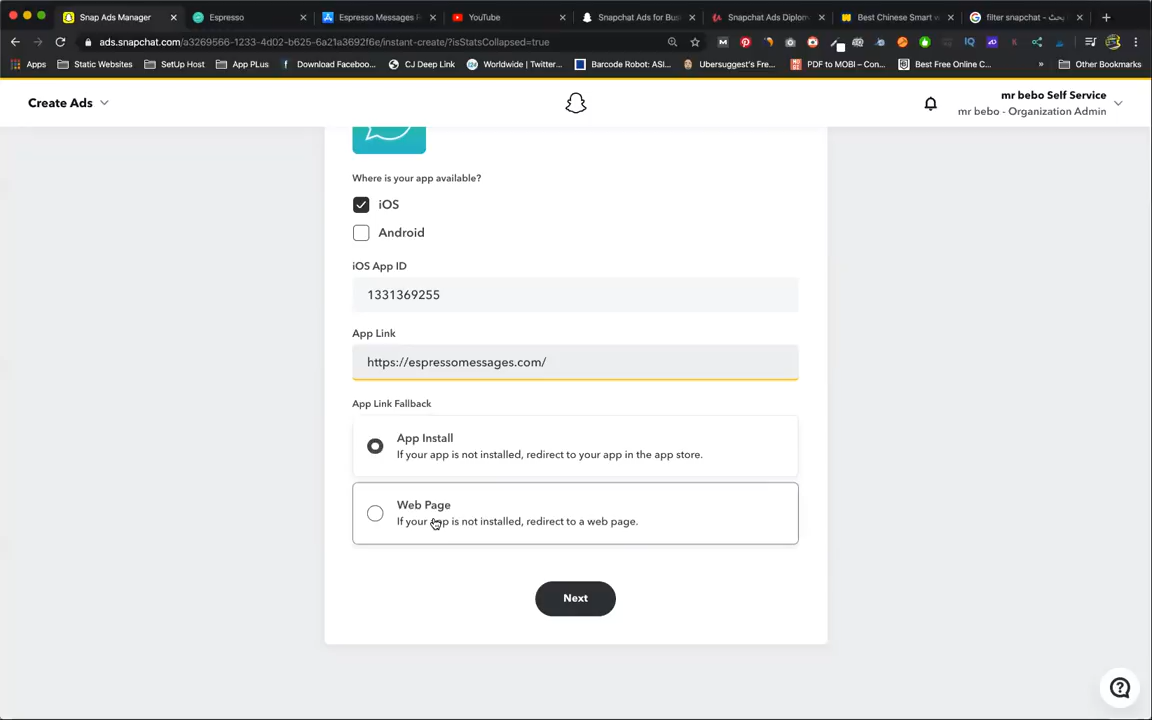 Snap Ads Manager
Espresso
Espresso Messages F
YouTube
Snapchat Ads for Bus
Snapchat Ads Diplom
Best Chinese Smart w
filter snapchat - بحث
ads.snapchat.com/a3269566-1233-4d02-b625-6a21a3692f6e/instant-create/?isStatsCollapsed=true
Apps
Static Websites
SetUp Host
App PLus
Download Faceboo...
CJ Deep Link
Worldwide | Twitter...
Barcode Robot: ASI...
Ubersuggest's Fre...
PDF to MOBI – Con...
Best Free Online C...
»
Other Bookmarks
Create Ads
mr bebo Self Service
mr bebo - Organization Admin
Where is your app available?
iOS
Android
iOS App ID
1331369255
App Link
https://espressomessages.com/
App Link Fallback
App Install
If your app is not installed, redirect to your app in the app store.
Web Page
If your app is not installed, redirect to a web page.
Next